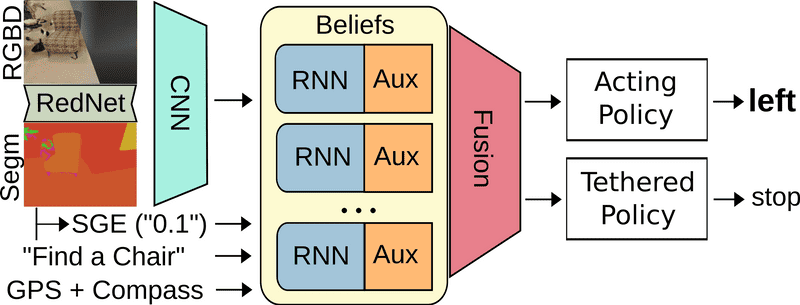 RGBD
RedNet
Segm
CNN
SGE ("0.1")
"Find a Chair"
GPS + Compass
Beliefs
RNN Aux
RNN Aux
...
RNN Aux
Fusion
Acting
Policy
left
Tethered
Policy
stop